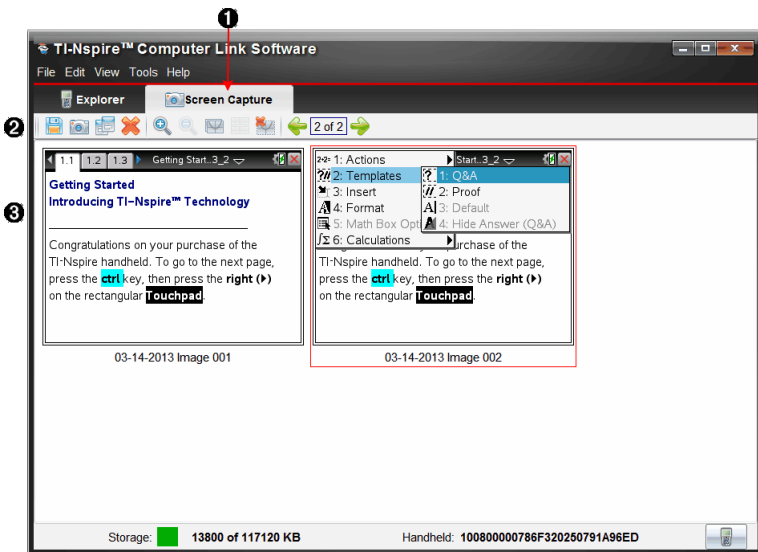 ❶
TI-Nspire™ Computer Link Software
File Edit View Tools Help
Explorer Screen Capture
❷
2 of 2
1.1 1.2 1.3 Getting Start..3_2
Getting Started
Introducing TI-Nspire™ Technology
❸
Congratulations on your purchase of the
TI-Nspire handheld. To go to the next page,
press the ctrl key, then press the right (▶)
on the rectangular Touchpad.
03-14-2013 Image 001
1: Actions
2: Templates
3: Insert
4: Format
5: Math Box Opt
6: Calculations
Start..3_2
1: Q&A
2: Proof
3: Default
4: Hide Answer (Q&A)
urchase of the
TI-Nspire handheld. To go to the next page,
press the ctrl key, then press the right (▶)
on the rectangular Touchpad.
03-14-2013 Image 002
Storage: 13800 of 117120 KB Handheld: 100800000786F320250791A96ED